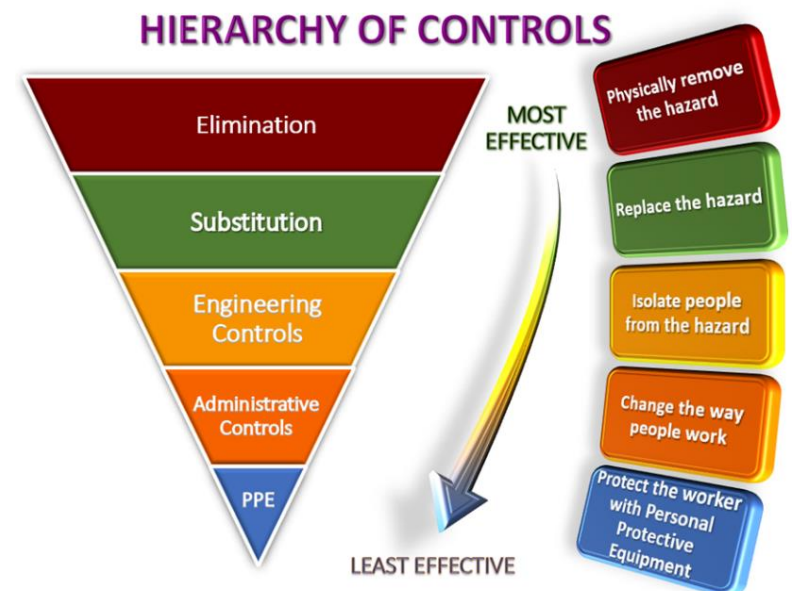 HIERARCHY OF CONTROLS
Elimination
Substitution
Engineering
Controls
Administrative
Controls
PPE
MOST
EFFECTIVE
LEAST EFFECTIVE
Physically remove
the hazard
Replace the hazard
Isolate people
from the hazard
Change the way
people work
Protect the worker
with Personal
Protective
Equipment